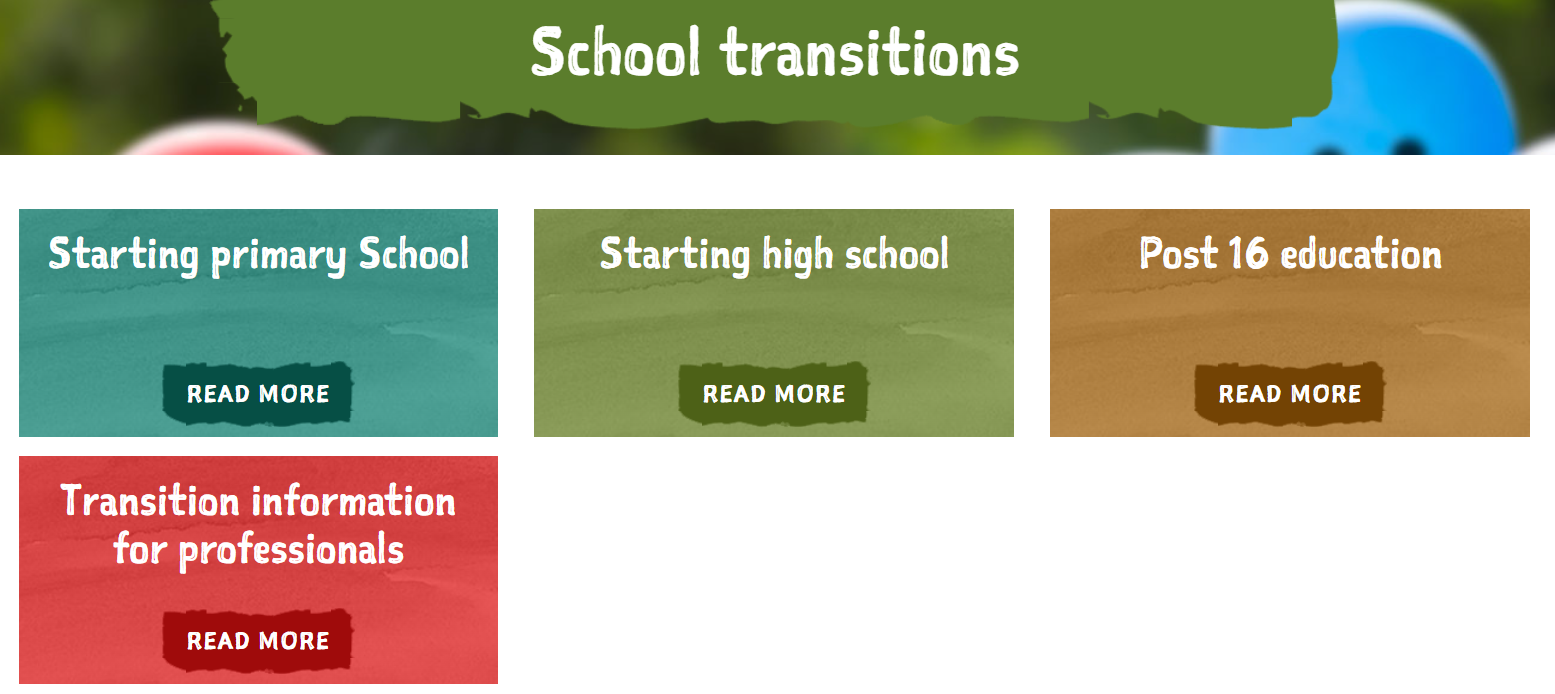 School transitions
Starting primary School
READ MORE
Starting high school
READ MORE
Post 16 education
READ MORE
Transition information
for professionals
READ MORE